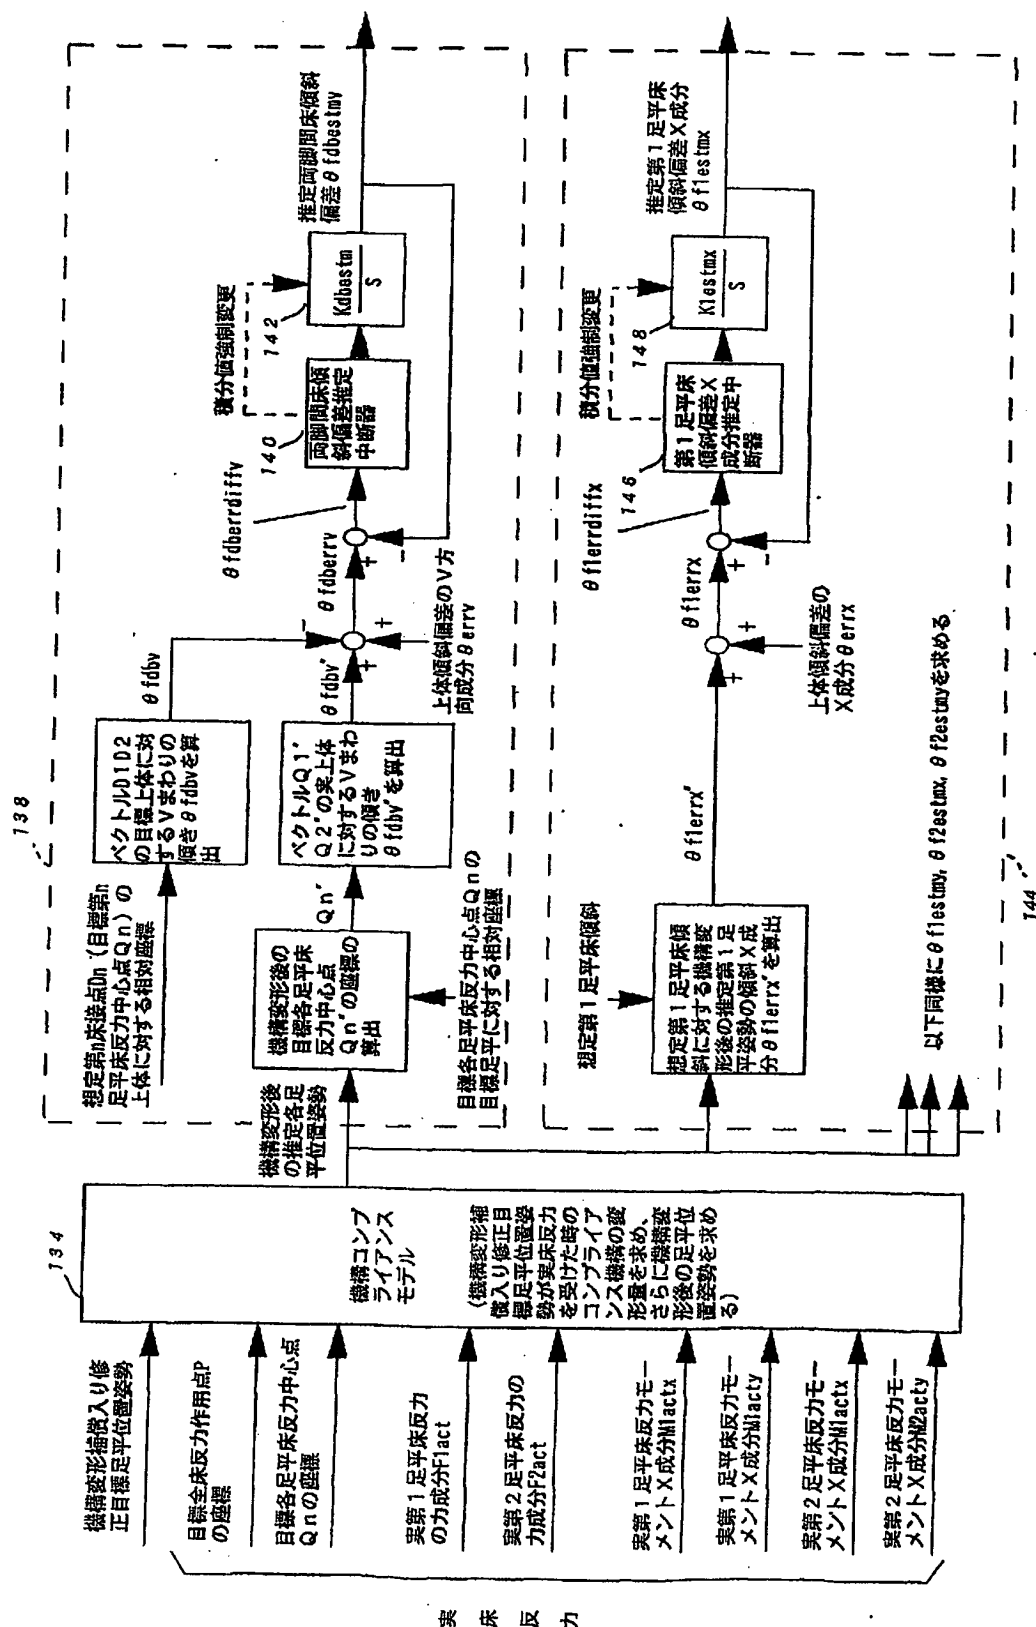 機構変形補償入り修
正目標足平位置姿勢
目標全床反力作用点P
の座標
目標各足平床反力中心点
Qnの座標
実第1足平床反力
の力成分F1act
実第2足平床反力の
力成分F2act
実第1足平床反力モー
メントX成分M1actx
実第1足平床反力モー
メントX成分M1acty
実第2足平床反力モー
メントX成分M1actx
実第2足平床反力モー
メントX成分M2acty
実床反力
134
機構コンプ
ライアンス
モデル
(機構変形補
償入り修正目
標足平位置姿
勢が実床反力
を受けた時の
コンプライア
ンス機構の変
形量を求め、
さらに機構変
形後の足平位
置姿勢を求め
る)
機構変形後
の推定各足
平位置姿勢
138
想定第n床接点Dn(目標第n
足平床反力中心点Qn)の
上体に対する相対座標
ベクトルD1D2
の目標上体に対
するVまわりの
傾きθfdbvを算
出
θfdbv
機構変形後の
目標各足平床
反力中心点
Qn'の座標の
算出
目標各足平床反力中心点Qnの
目標足平に対する相対座標
Qn'
ベクトルQ1'
Q2'の実上体
に対するVまわ
りの傾き
θfdbv'を算出
θfdbv'
-
+
+
上体傾斜偏差のV方
向成分θerrv
θfdberrv
+
-
θfdberrdiffv
140
両脚間床傾
斜偏差推定
中断器
積分値強制変更
142
Kdbestm
S
推定両脚間床傾斜
偏差θfdbestmv
144
想定第1足平床傾斜
想定第1足平床傾
斜に対する機構変
形後の推定第1足
平姿勢の傾斜X成
分θf1errx'を算出
θf1errx'
+
+
上体傾斜偏差の
X成分θerrx
θf1errx
+
-
θf1errdiffx
146
第1足平床
傾斜偏差X
成分推定中
断器
積分値強制変更
148
K1estmx
S
推定第1足平床
傾斜偏差X成分
θf1estmx
以下同様にθf1estmy, θf2estmx, θf2estmyを求める